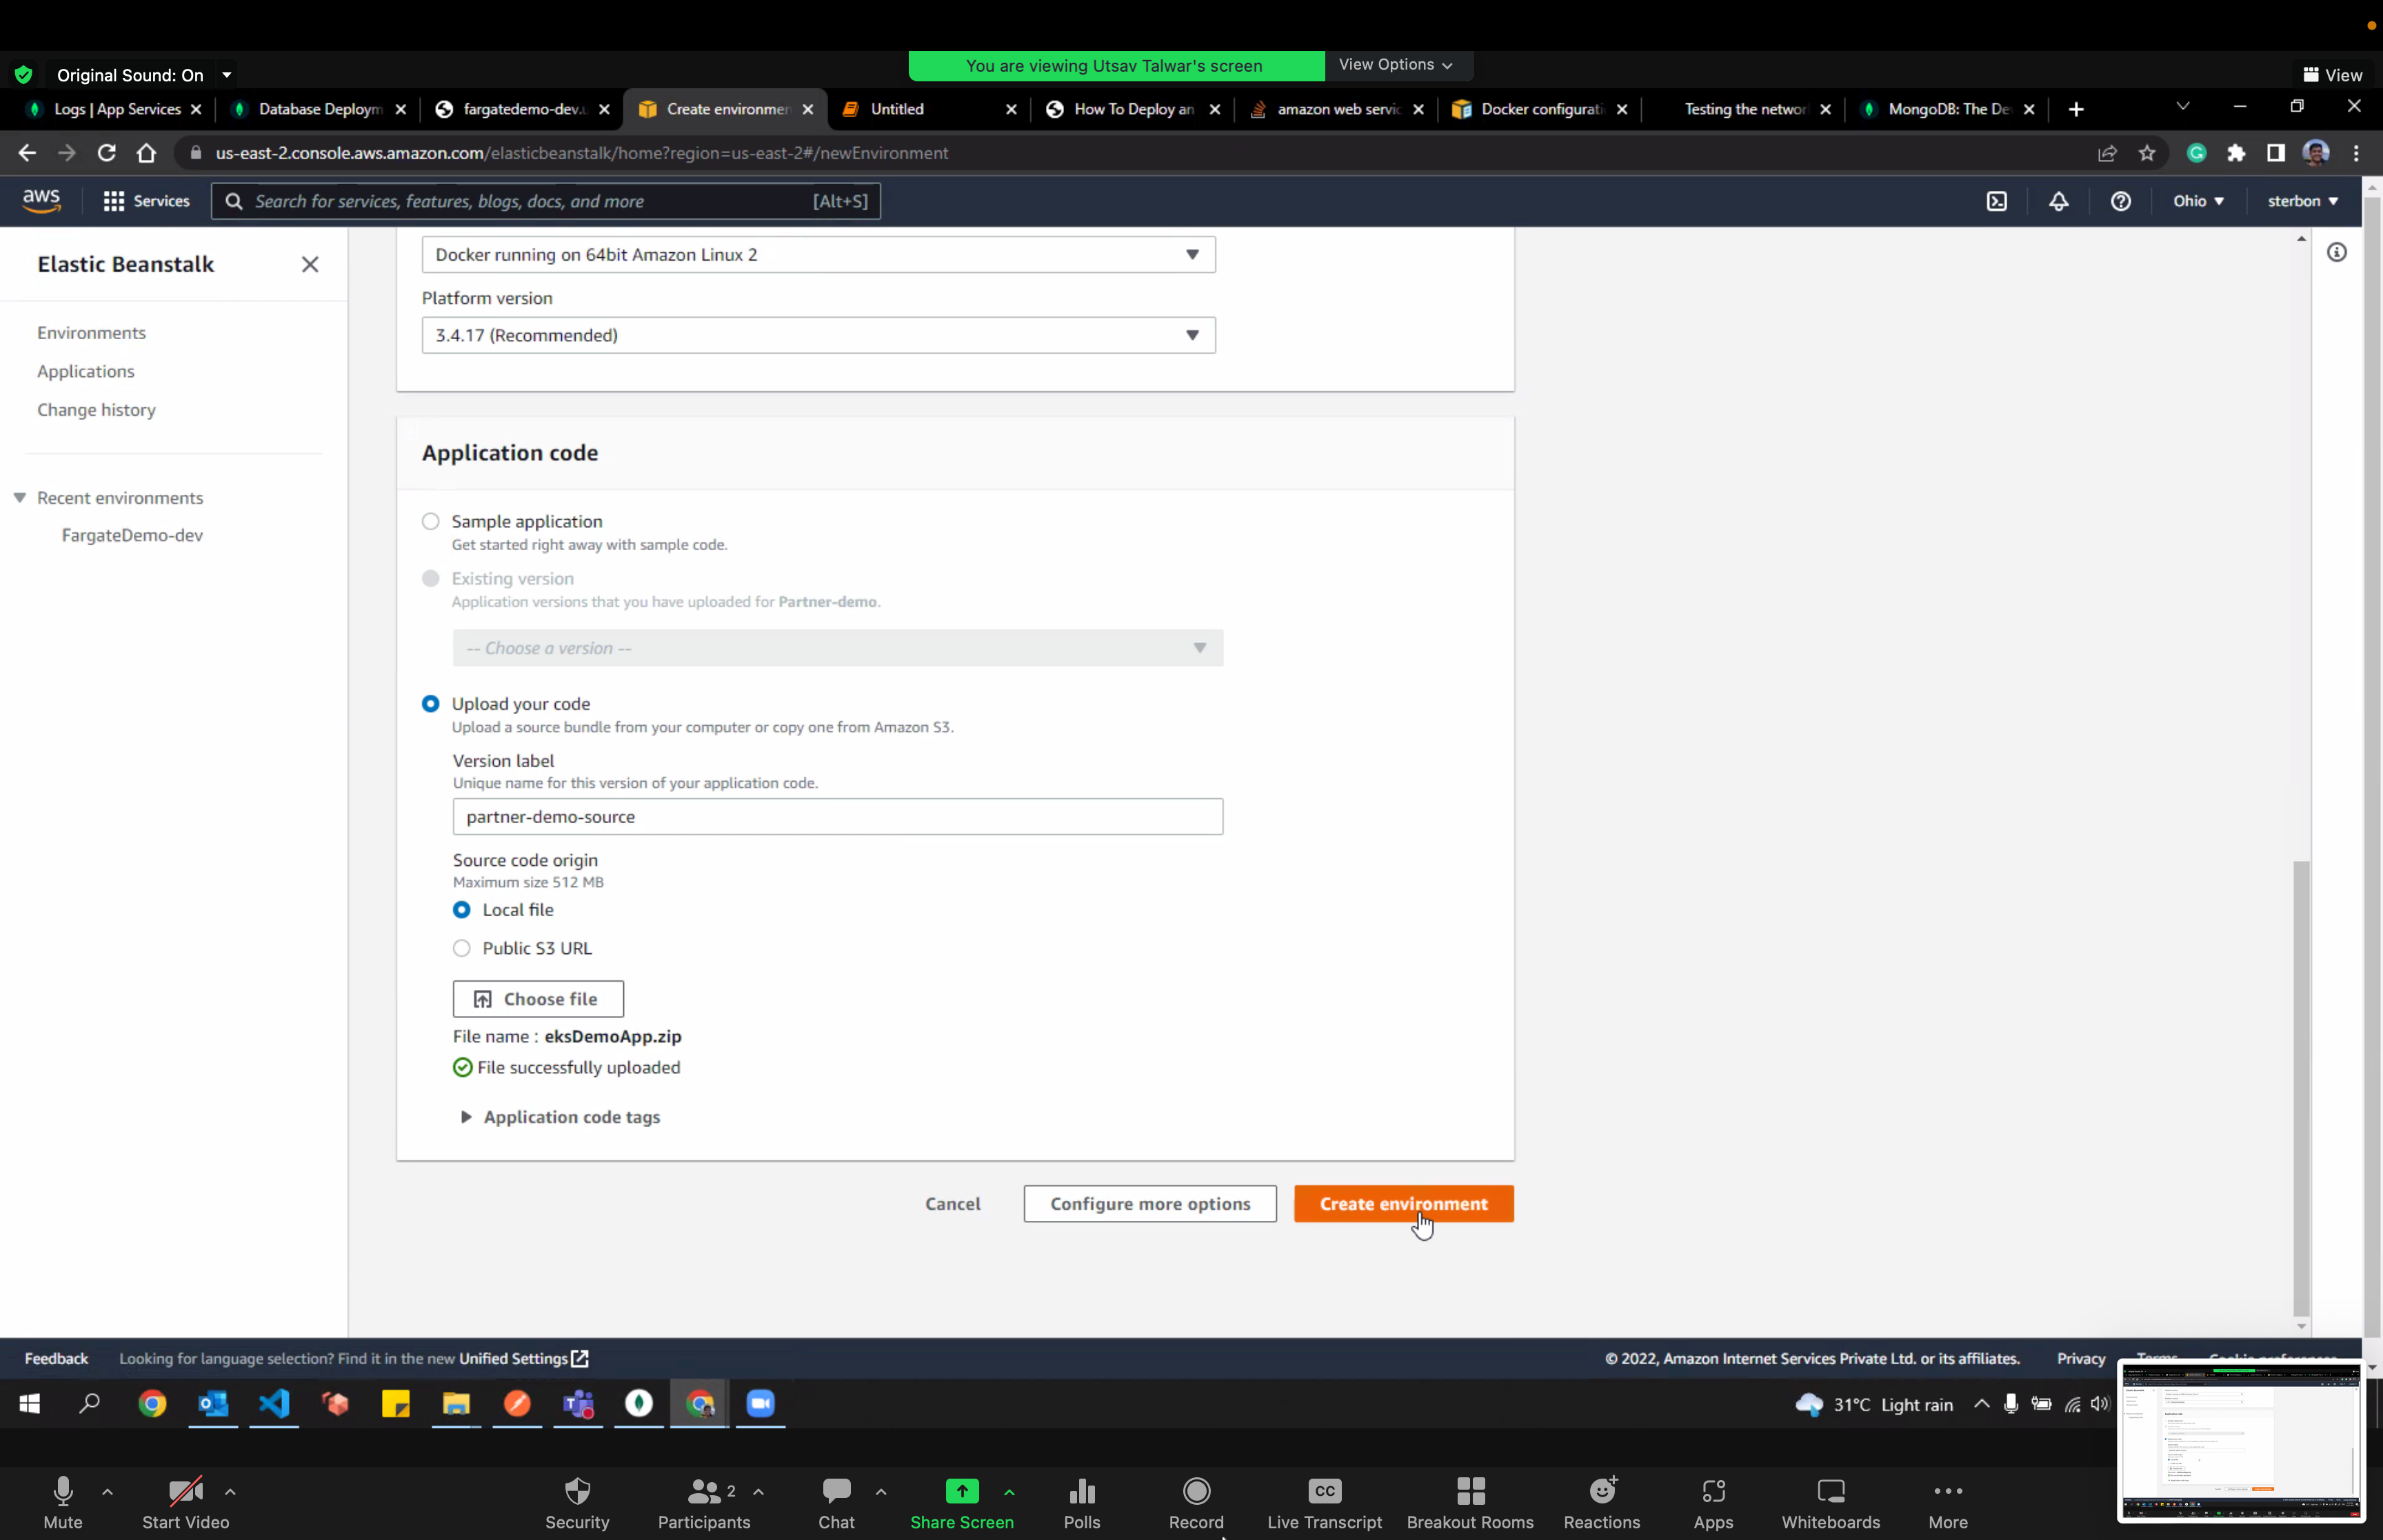 Original Sound: On
You are viewing Utsav Talwar's screen
View Options
View
Logs | App Services
Database Deploym
fargatedemo-dev.
Create environmen
Untitled
How To Deploy an
amazon web servic
Docker configurati
Testing the networ
MongoDB: The De
us-east-2.console.aws.amazon.com/elasticbeanstalk/home?region=us-east-2#/newEnvironment
aws
Services
Search for services, features, blogs, docs, and more
[Alt+S]
Ohio
sterbon
Elastic Beanstalk
Environments
Applications
Change history
Recent environments
FargateDemo-dev
Docker running on 64bit Amazon Linux 2
Platform version
3.4.17 (Recommended)
Application code
Sample application
Get started right away with sample code.
Existing version
Application versions that you have uploaded for Partner-demo.
-- Choose a version --
Upload your code
Upload a source bundle from your computer or copy one from Amazon S3.
Version label
Unique name for this version of your application code.
partner-demo-source
Source code origin
Maximum size 512 MB
Local file
Public S3 URL
Choose file
File name : eksDemoApp.zip
File successfully uploaded
Application code tags
Cancel
Configure more options
Create environment
Feedback
Looking for language selection? Find it in the new Unified Settings
© 2022, Amazon Internet Services Private Ltd. or its affiliates.
Privacy
31°C Light rain
Mute
Start Video
Security
2
Participants
Chat
Share Screen
Polls
Record
CC
Live Transcript
Breakout Rooms
Reactions
Apps
Whiteboards
More